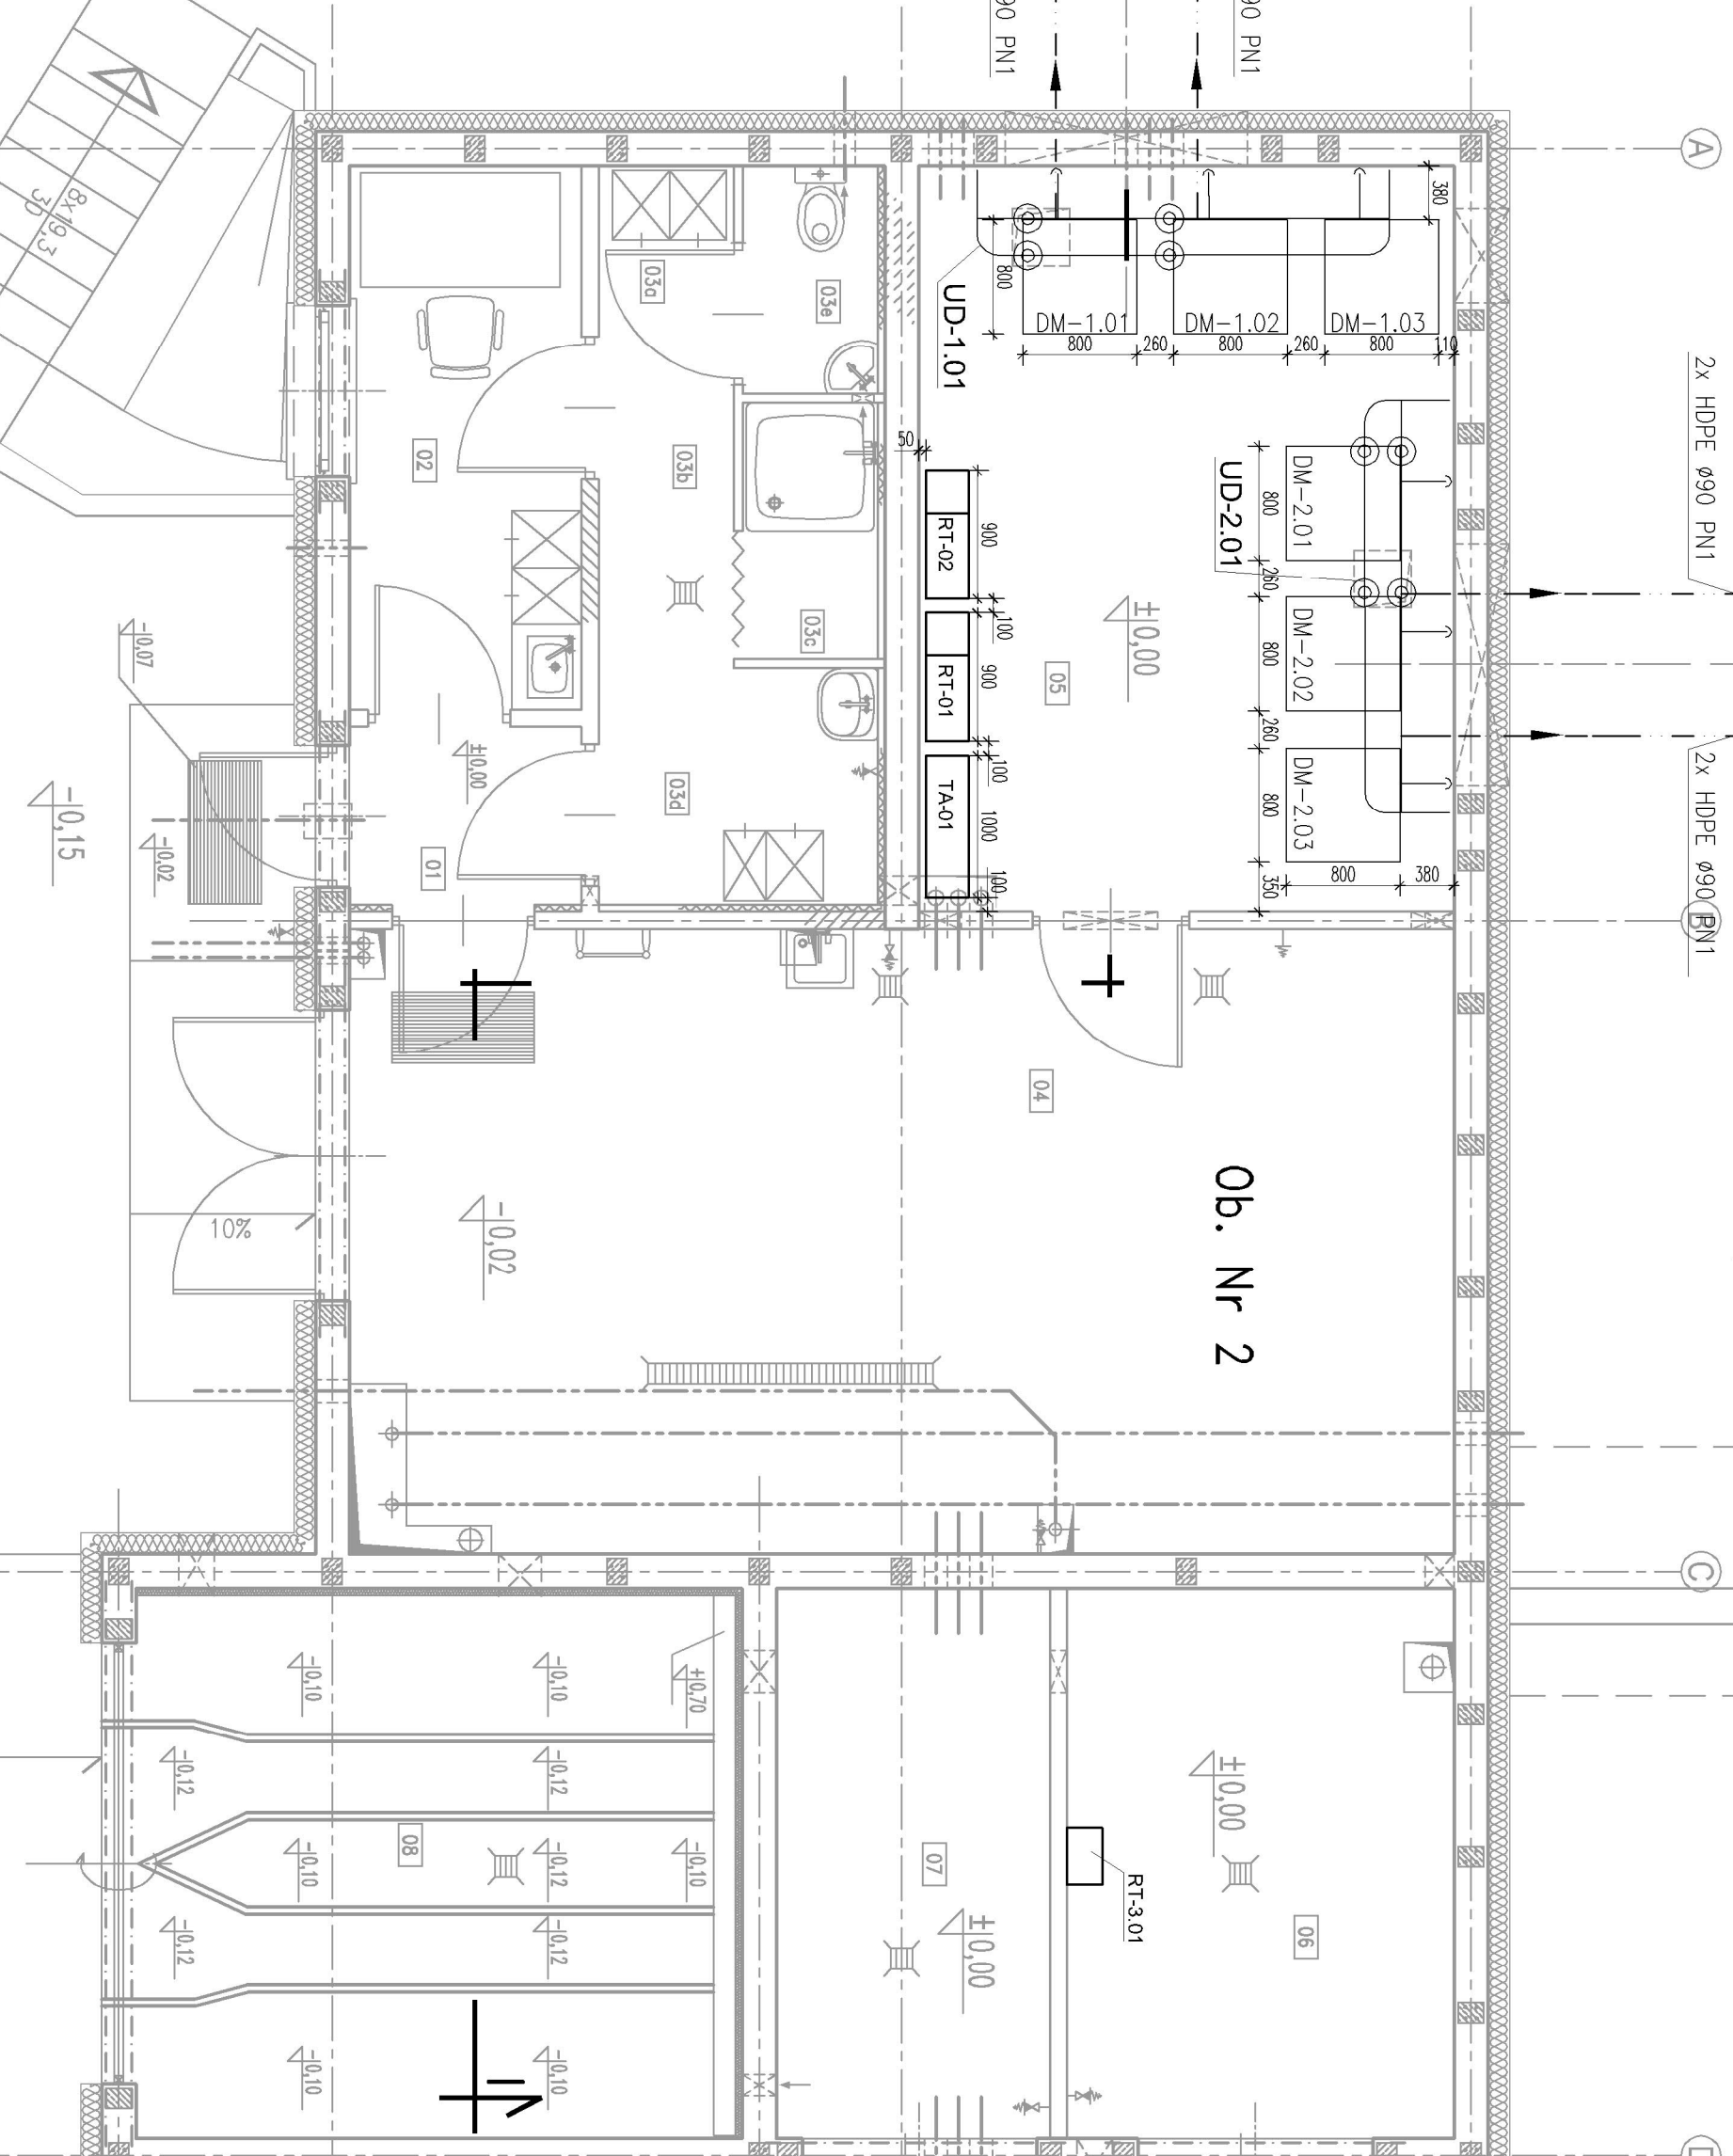 90 PN1
90 PN1
A
2x HDPE ø90 PN1
2x HDPE ø90 PN1
B
C
8x19,3
30
380
800
UD-1.01
DM-1.01
DM-1.02
DM-1.03
800
260
800
260
800
110
UD-2.01
DM-2.01
DM-2.02
DM-2.03
800
260
800
260
800
350
800
380
50
RT-02
RT-01
TA-01
900
100
900
100
1000
100
±0,00
05
03a
03e
03b
03c
03d
02
01
±0,00
-0,07
-0,02
-0,15
04
Ob. Nr 2
-0,02
10%
-0,10
-0,10
±0,70
-0,12
-0,12
08
-0,10
-0,12
-0,10
-0,12
-0,12
-0,10
-0,10
07
±0,00
±0,00
RT-3.01
06